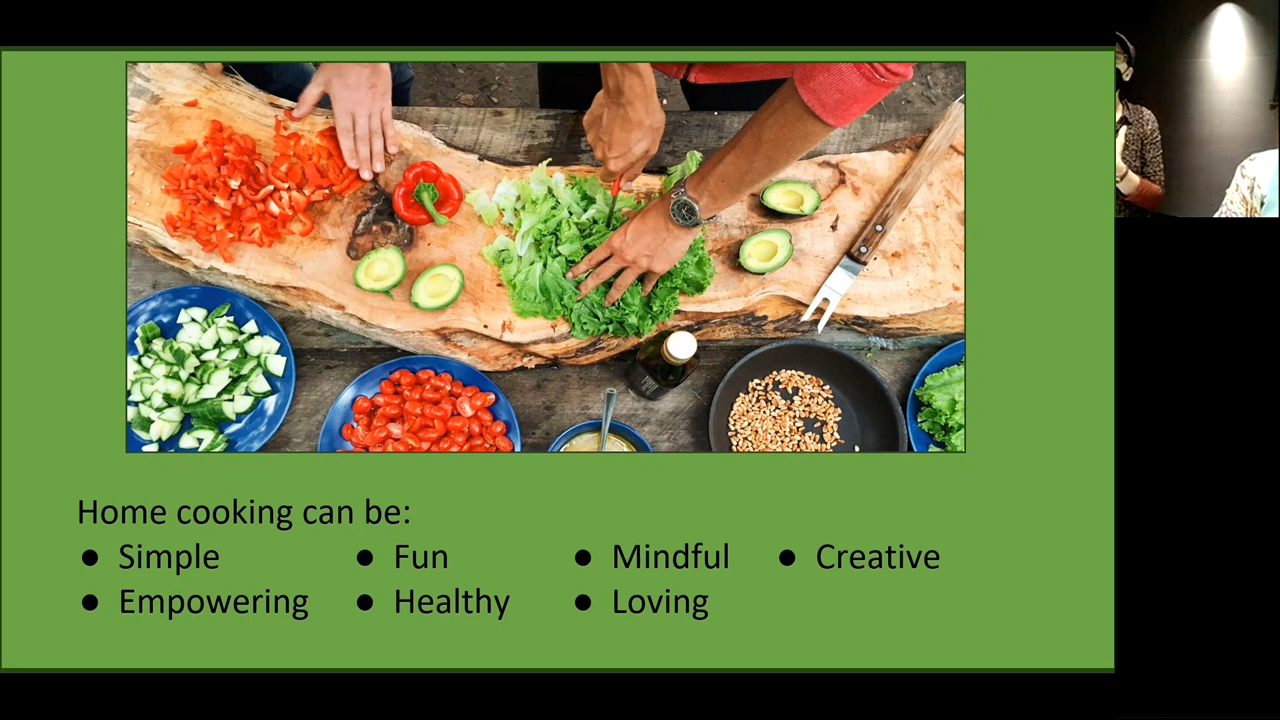 Home cooking can be:
● Simple ● Fun ● Mindful ● Creative
● Empowering ● Healthy ● Loving